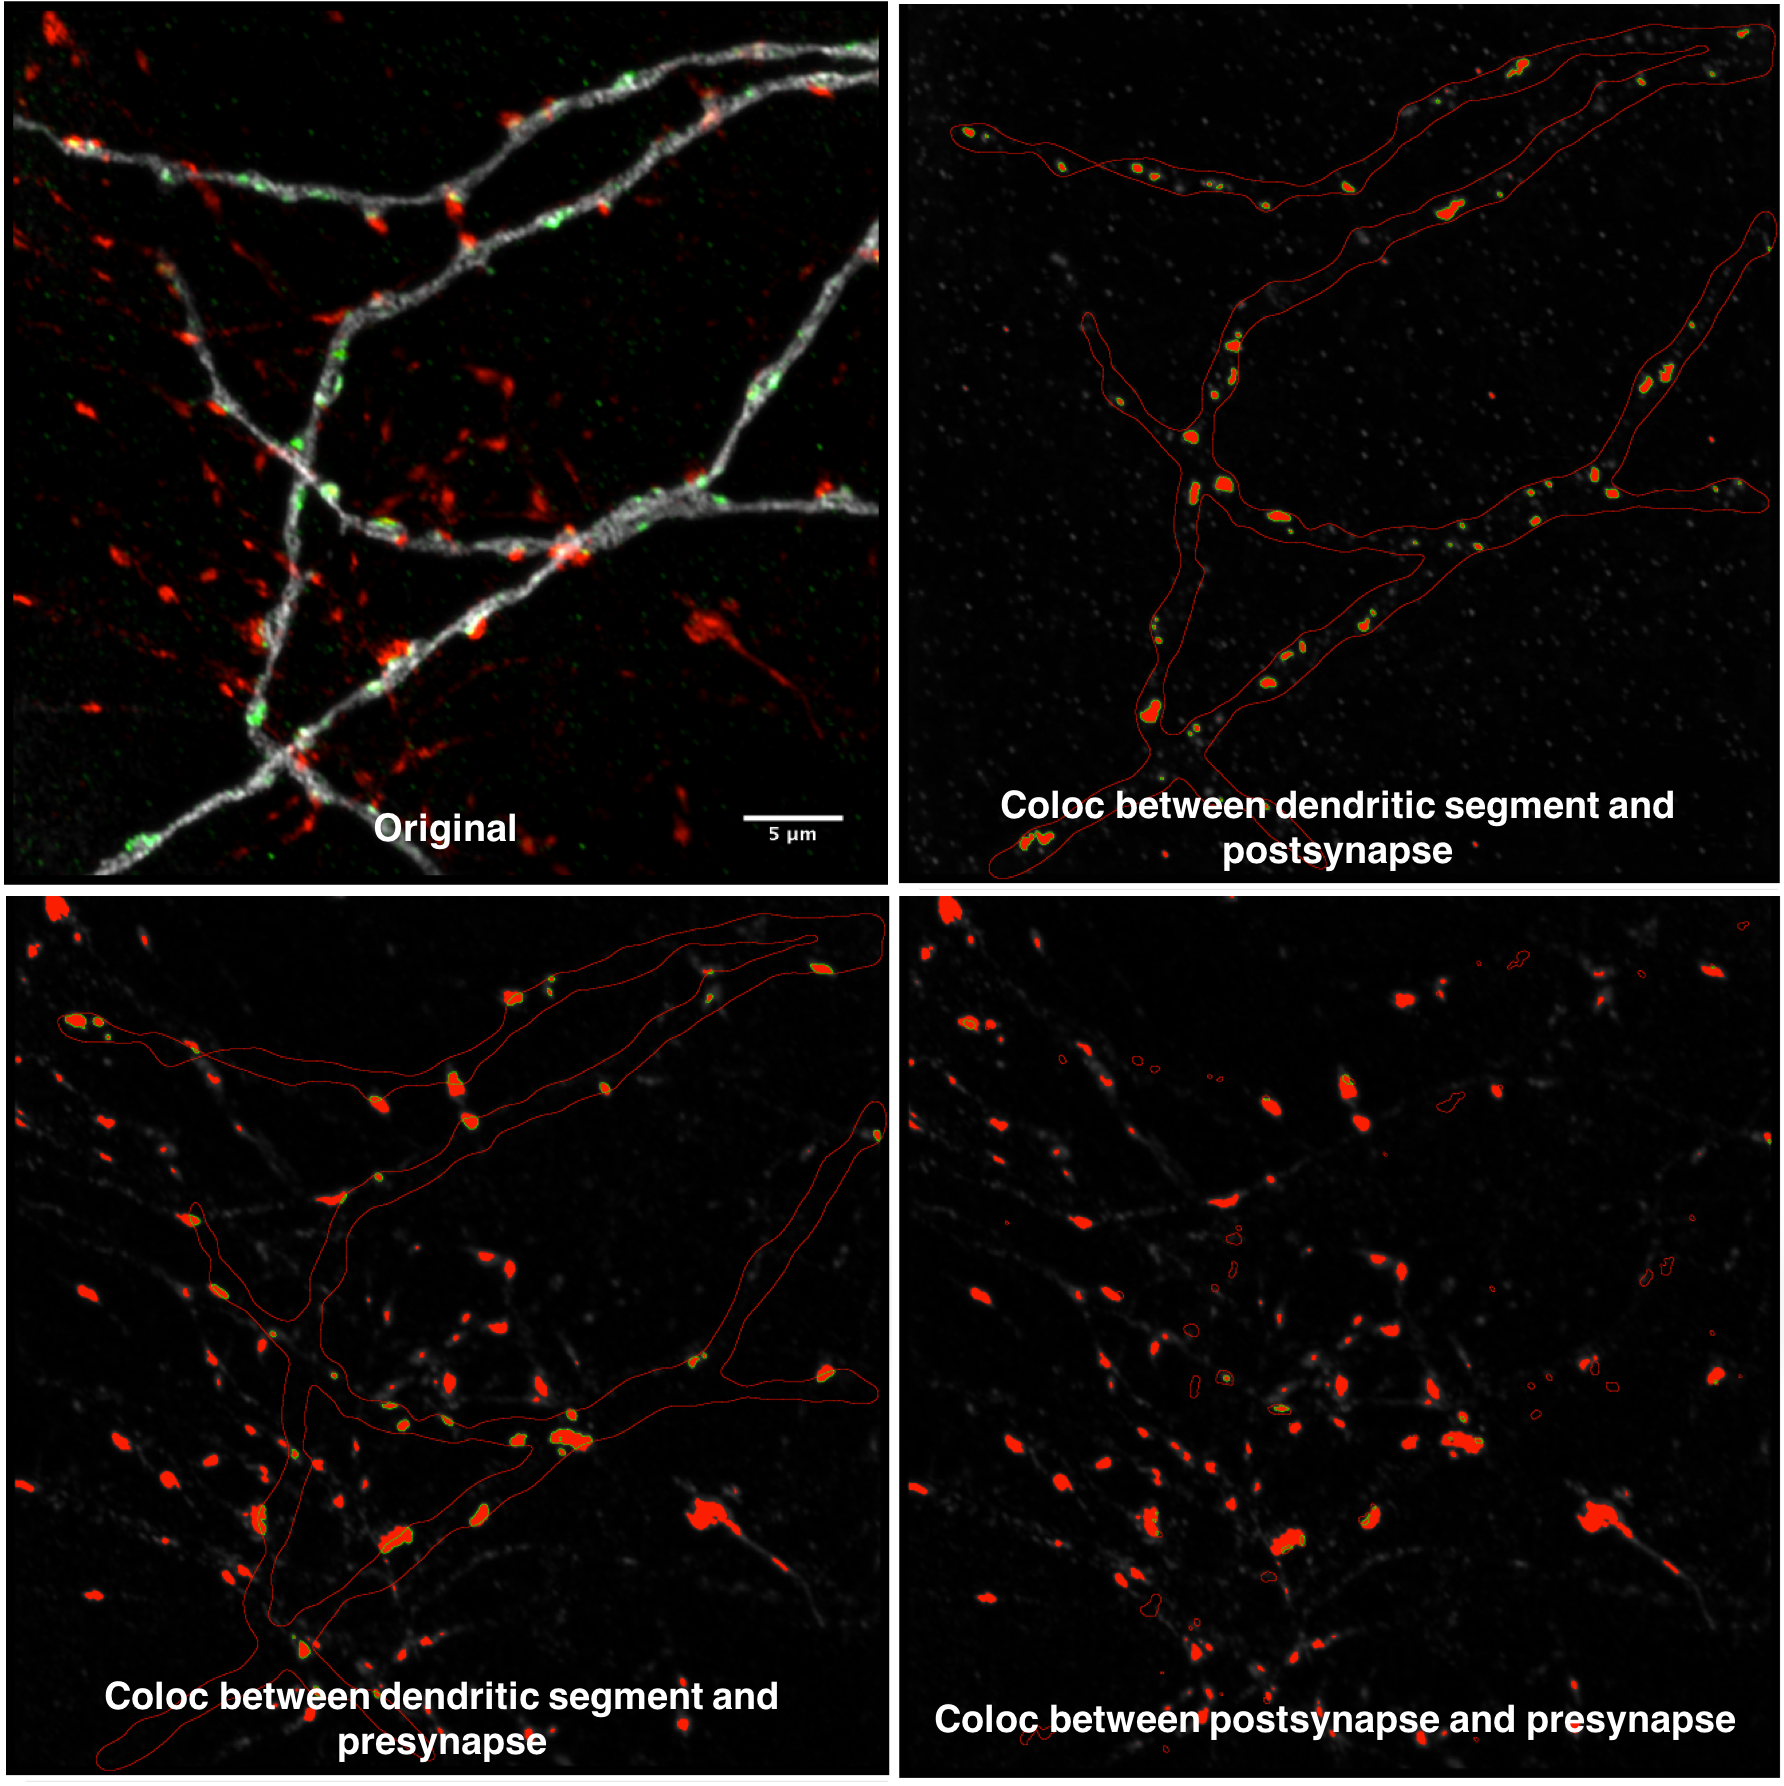 Original
5 µm
Coloc between dendritic segment and
postsynapse
Coloc between dendritic segment and
presynapse
Coloc between postsynapse and presynapse